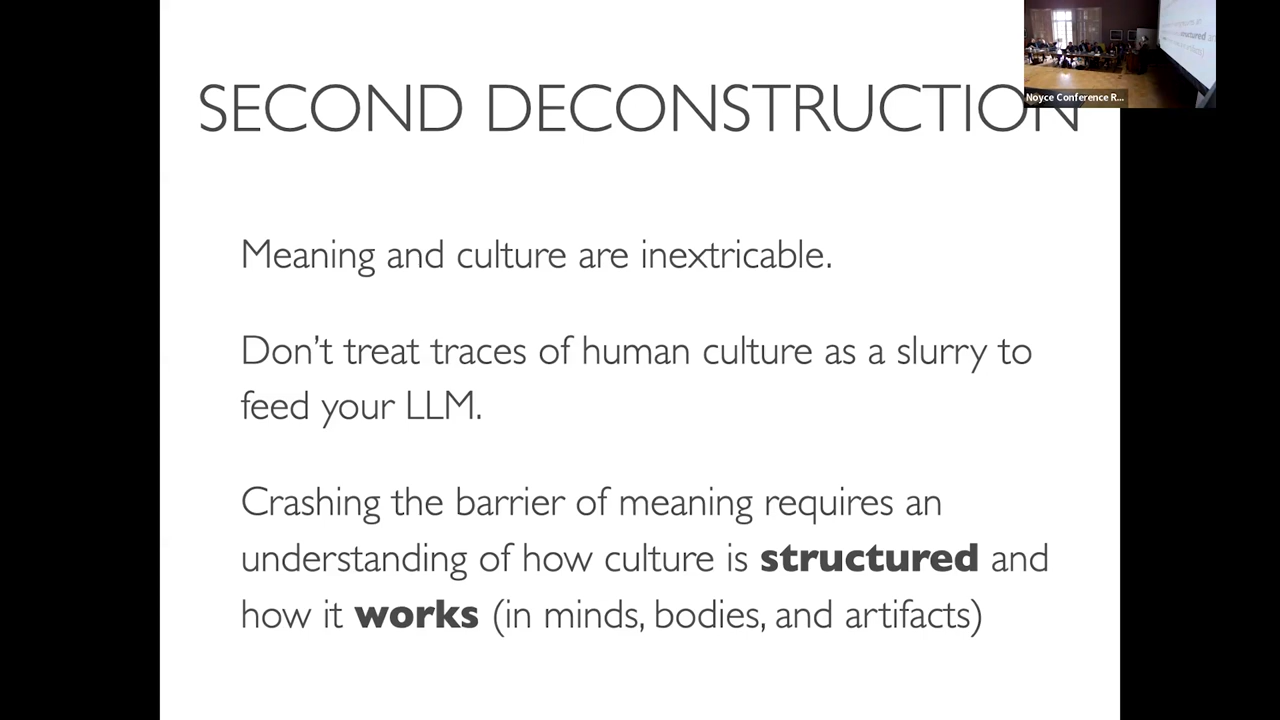 SECOND DECONSTRUCTION
Noyce Conference R...
Meaning and culture are inextricable.
Don't treat traces of human culture as a slurry to
feed your LLM.
Crashing the barrier of meaning requires an
understanding of how culture is structured and
how it works (in minds, bodies, and artifacts)